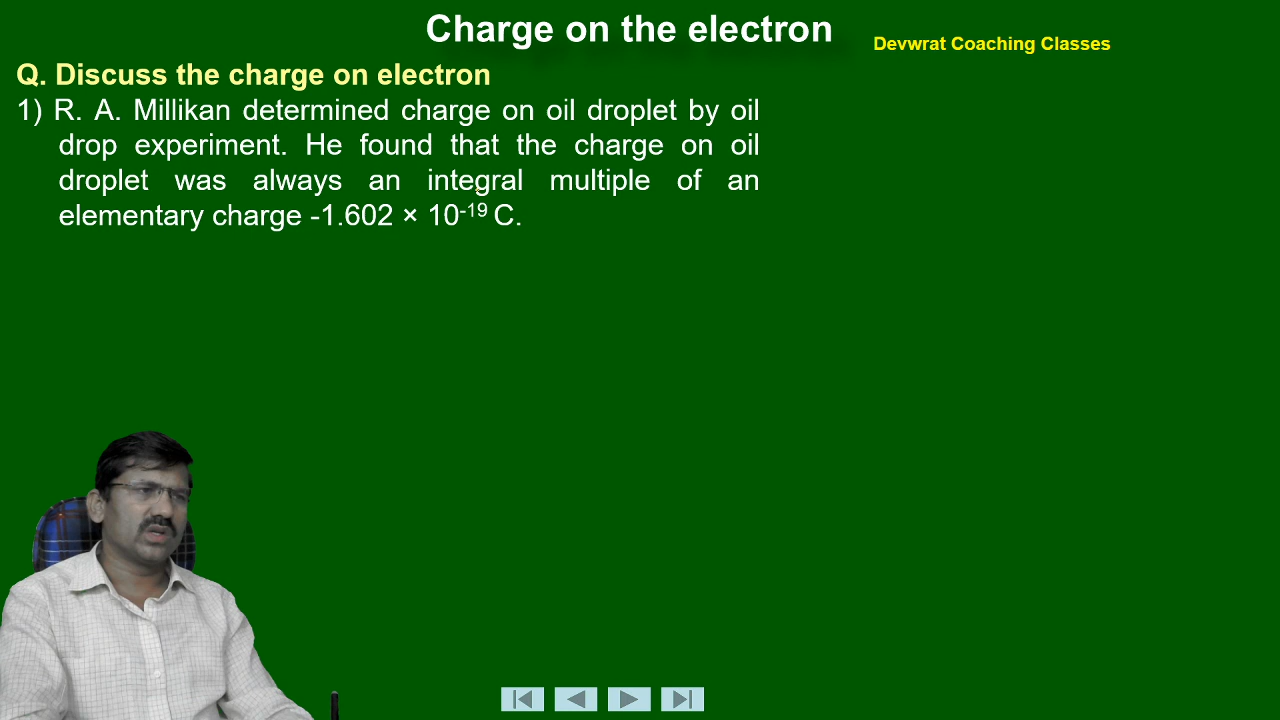 Charge on the electron
Devwrat Coaching Classes
Q. Discuss the charge on electron
1) R. A. Millikan determined charge on oil droplet by oil
drop experiment. He found that the charge on oil
droplet was always an integral multiple of an
elementary charge -1.602 × 10⁻¹⁹ C.